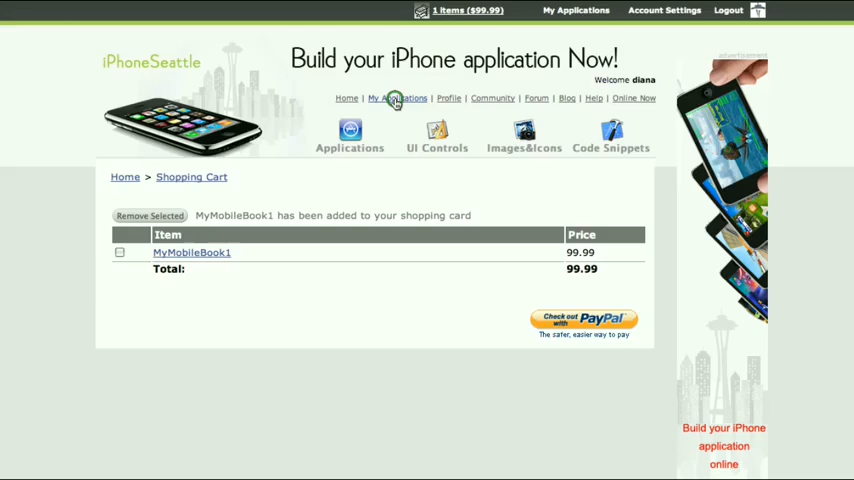 1 items ($99.99) My Applications Account Settings Logout
iPhoneSeattle
Build your iPhone application Now!
advertisement
Welcome diana
Home | My Applications | Profile | Community | Forum | Blog | Help | Online Now
Applications UI Controls Images&Icons Code Snippets
Home > Shopping Cart
Remove Selected MyMobileBook1 has been added to your shopping card
Item Price
MyMobileBook1 99.99
Total: 99.99
Check out with PayPal
The safer, easier way to pay
Build your iPhone
application
online